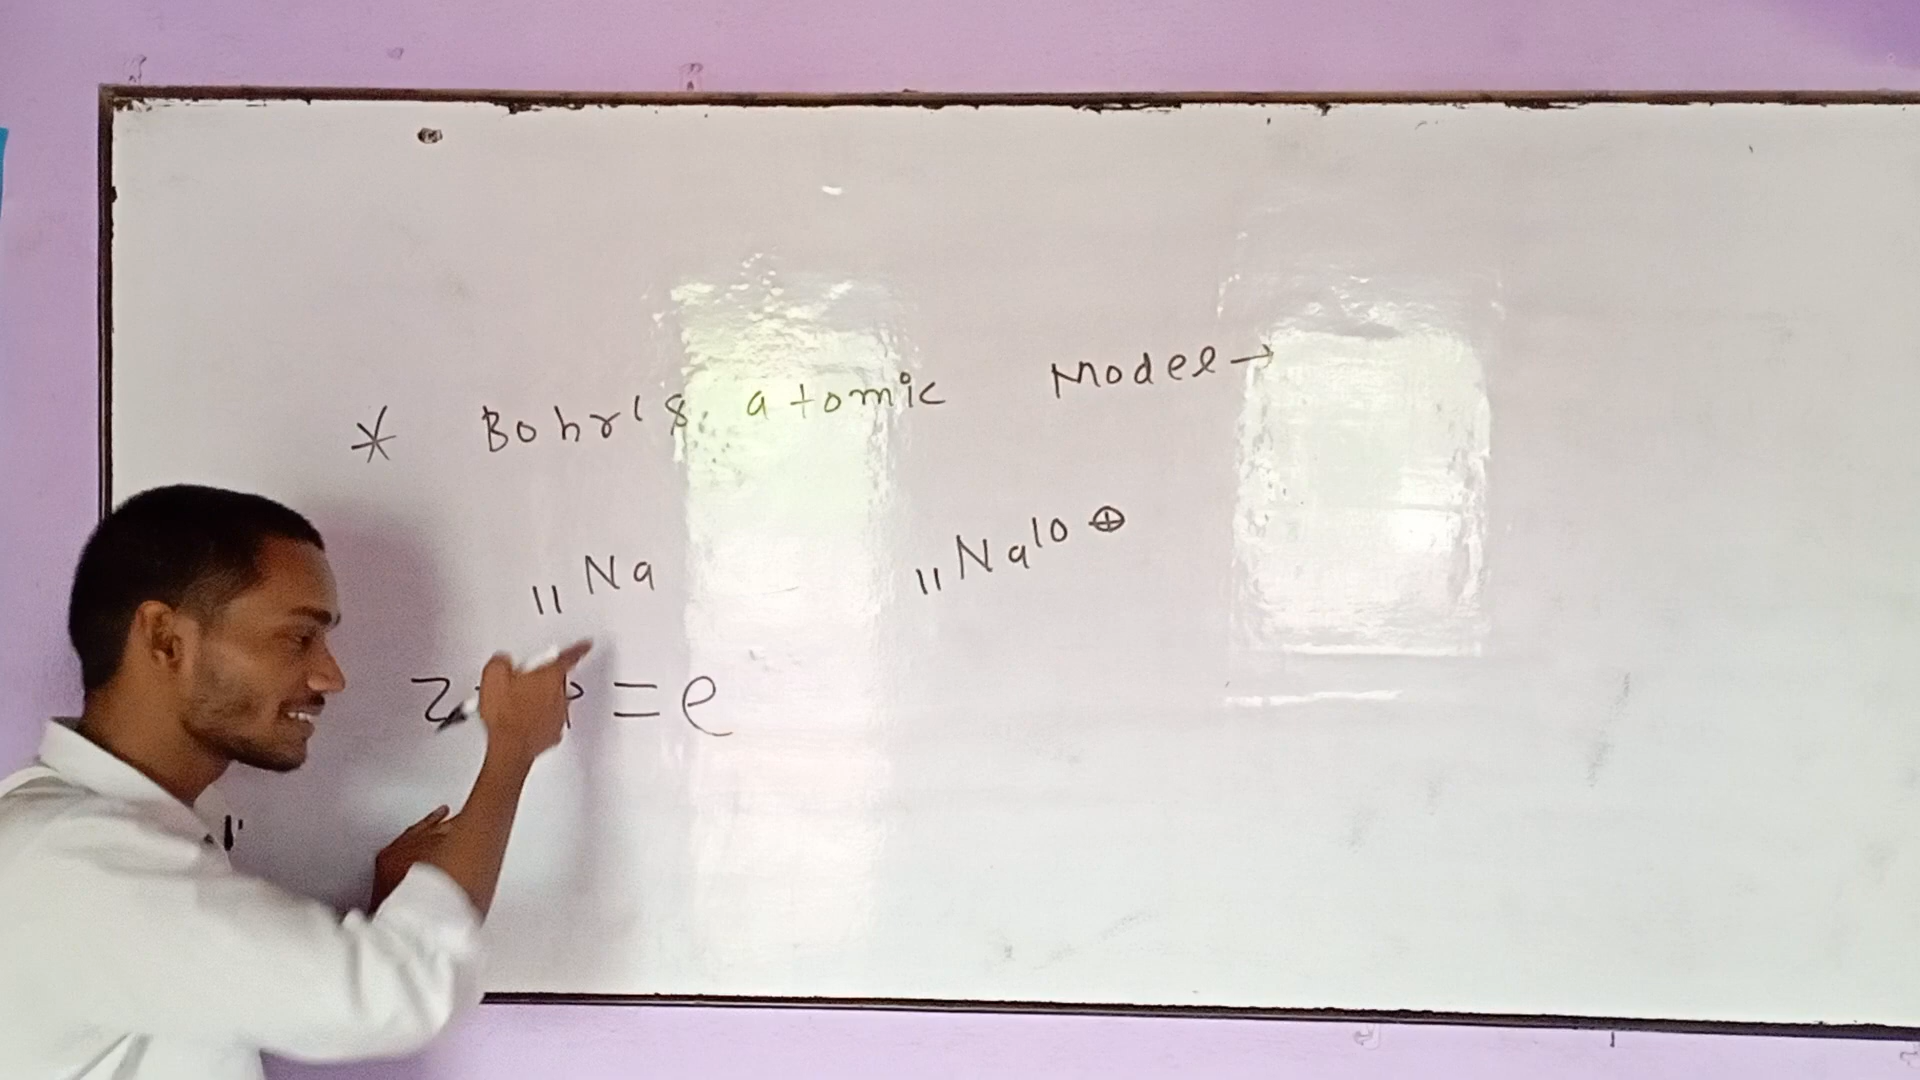 * Bohr's atomic Model →
₁₁Na ₁₁Na¹⁰ ⊕
Z = e